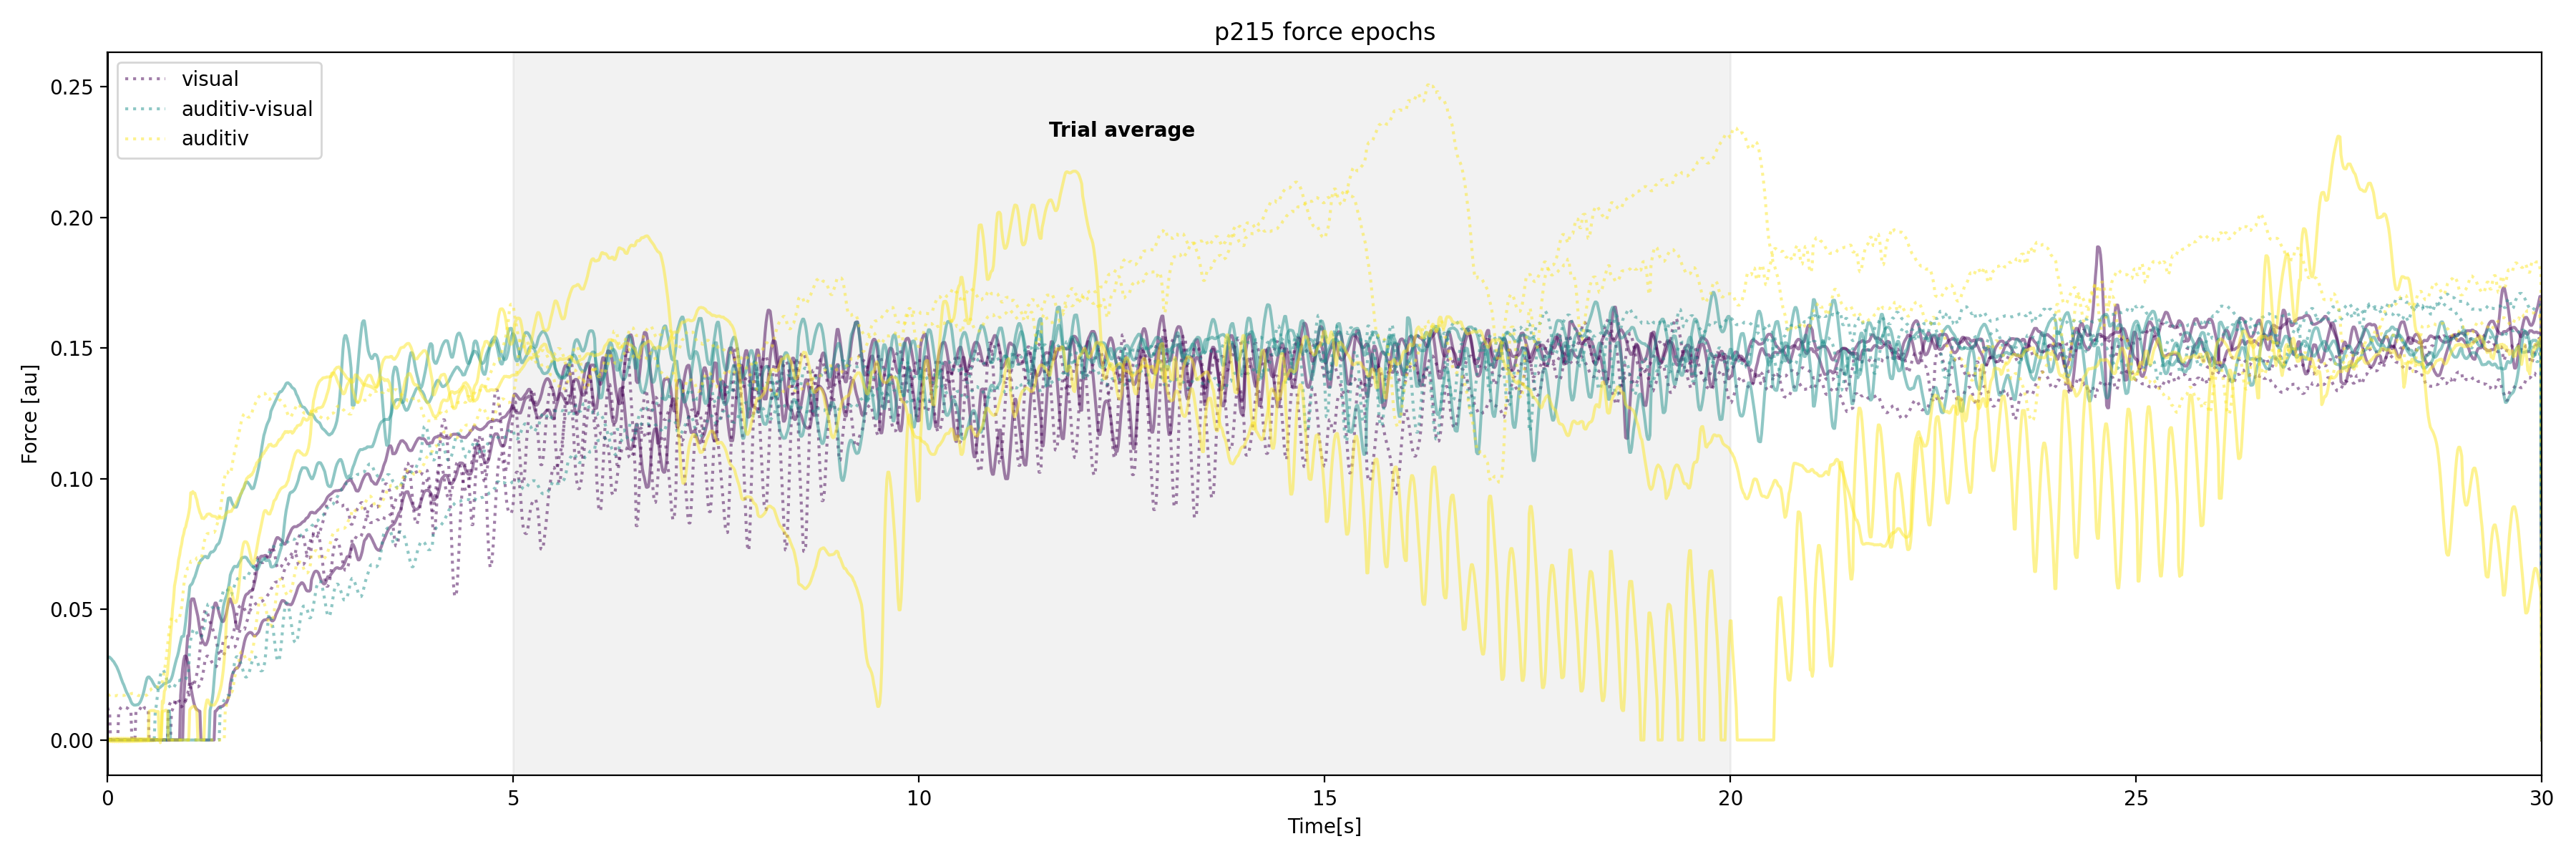 p215 force epochs
visual
auditiv-visual
auditiv
Trial average
Force [au]
0.25
0.20
0.15
0.10
0.05
0.00
0 5 10 15 20 25 30
Time[s]